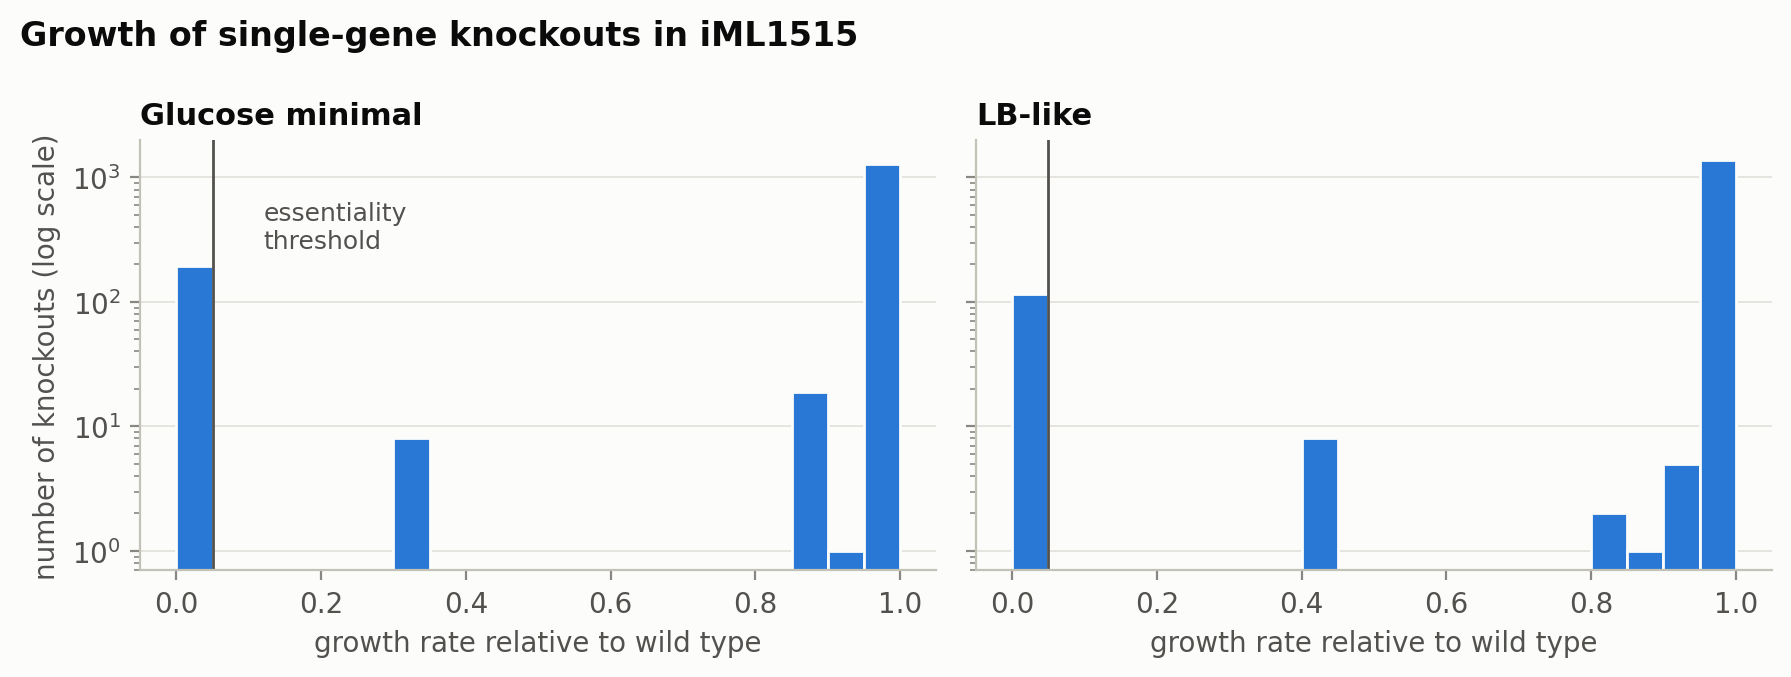 Growth of single-gene knockouts in iML1515
Glucose minimal
number of knockouts (log scale)
10³
10²
10¹
10⁰
essentiality
threshold
0.0 0.2 0.4 0.6 0.8 1.0
growth rate relative to wild type
LB-like
0.0 0.2 0.4 0.6 0.8 1.0
growth rate relative to wild type